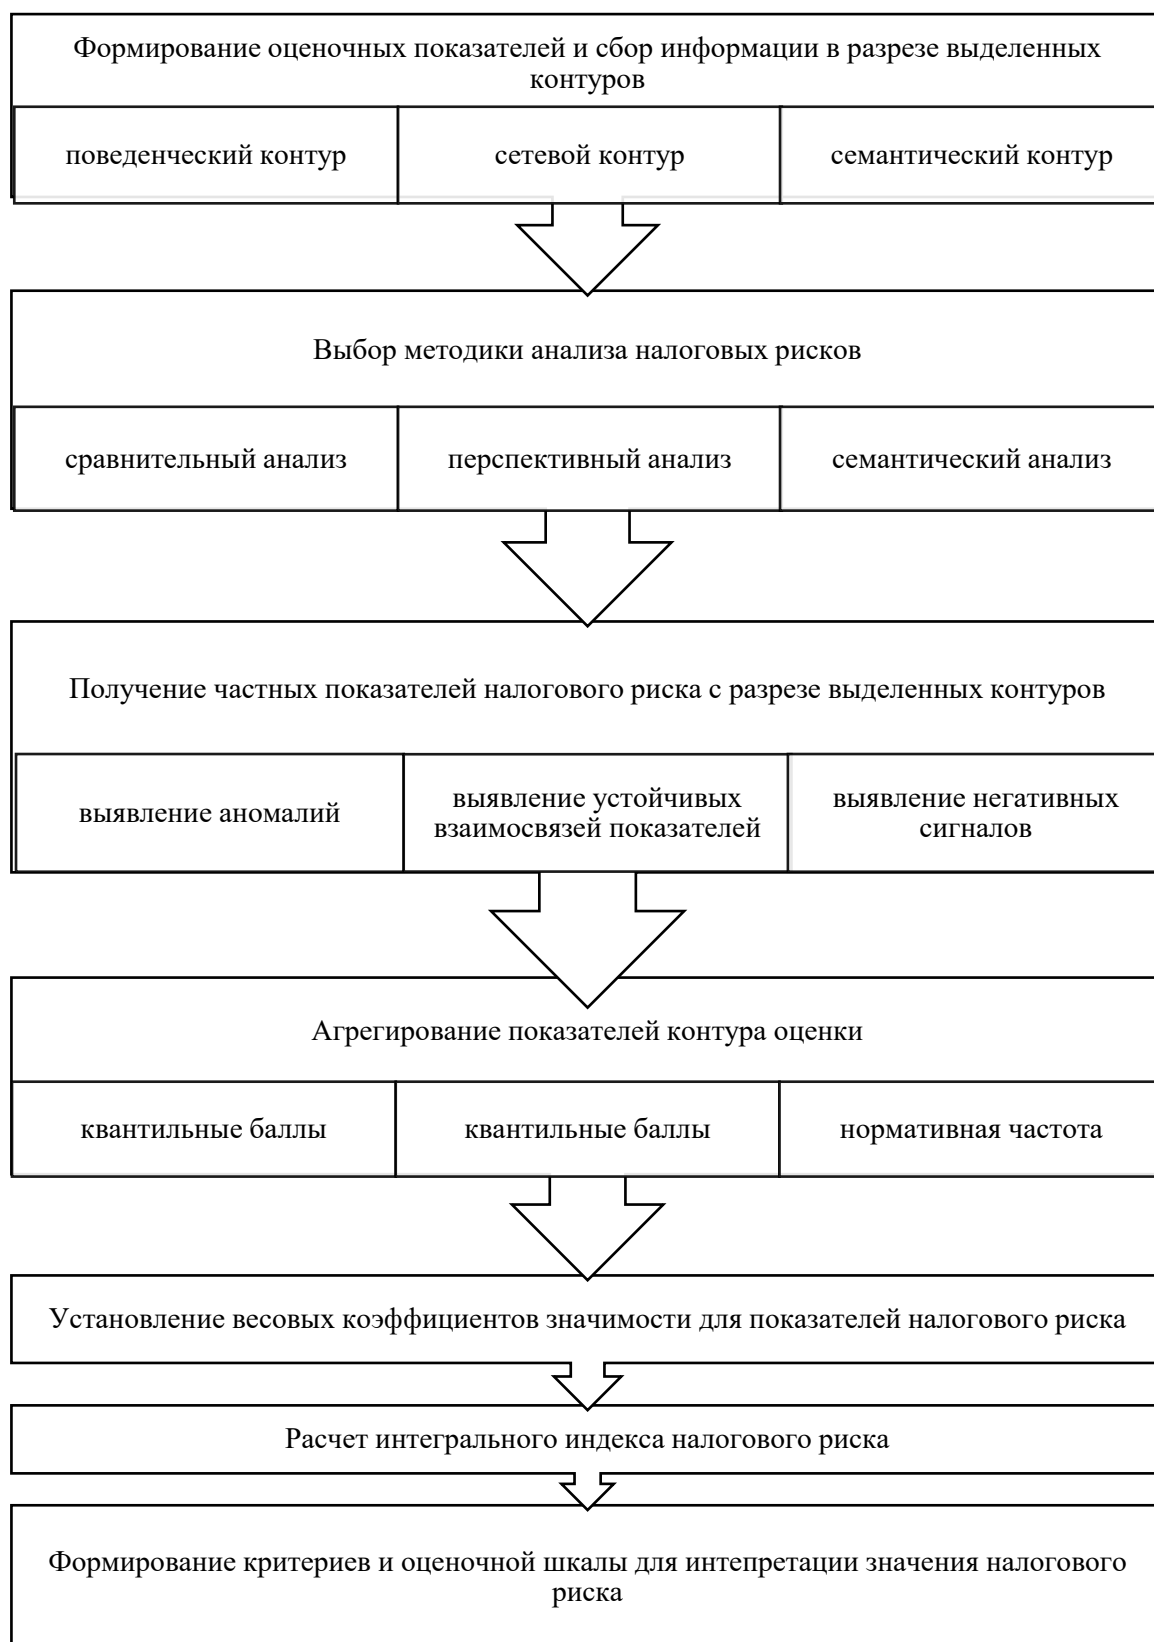 Формирование оценочных показателей и сбор информации в разрезе выделенных
контуров
поведенческий контур
сетевой контур
семантический контур
Выбор методики анализа налоговых рисков
сравнительный анализ
перспективный анализ
семантический анализ
Получение частных показателей налогового риска с разрезе выделенных контуров
выявление аномалий
выявление устойчивых
взаимосвязей показателей
выявление негативных
сигналов
Агрегирование показателей контура оценки
квантильные баллы
квантильные баллы
нормативная частота
Установление весовых коэффициентов значимости для показателей налогового риска
Расчет интегрального индекса налогового риска
Формирование критериев и оценочной шкалы для интепретации значения налогового
риска